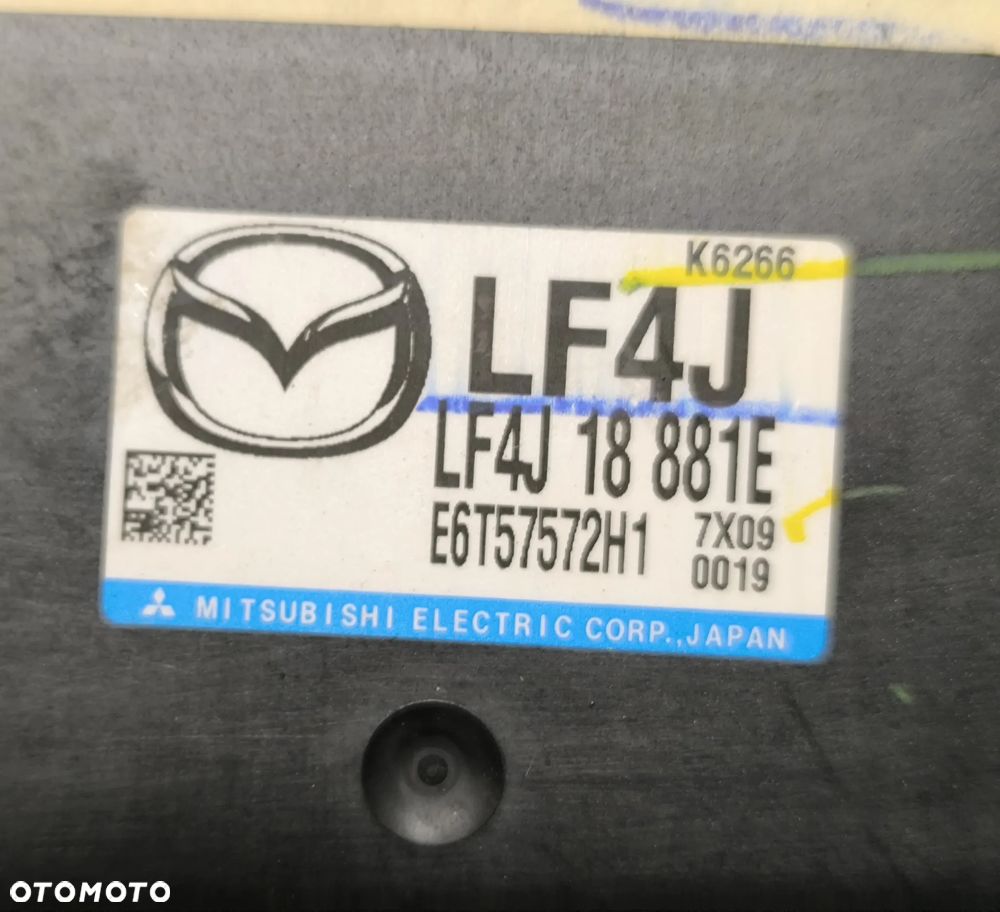 K6266
LF4J
LF4J 18 881E
E6T57572H1 7X09
0019
MITSUBISHI ELECTRIC CORP.,JAPAN
OTOMOTO